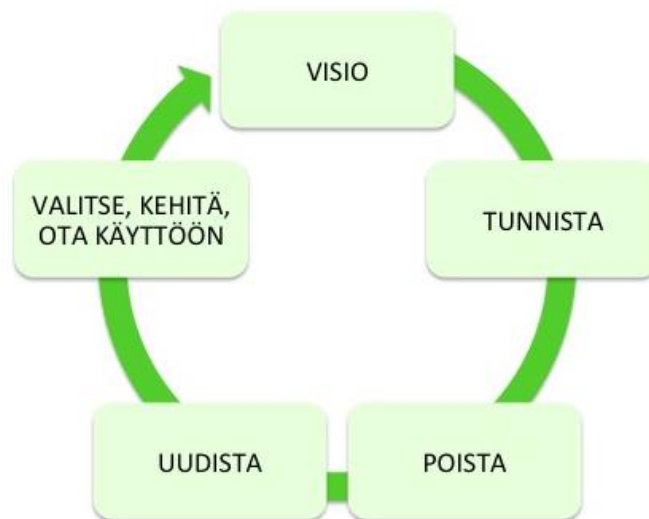 VISIO
TUNNISTA
POISTA
UUDISTA
VALITSE, KEHITÄ,
OTA KÄYTTÖÖN